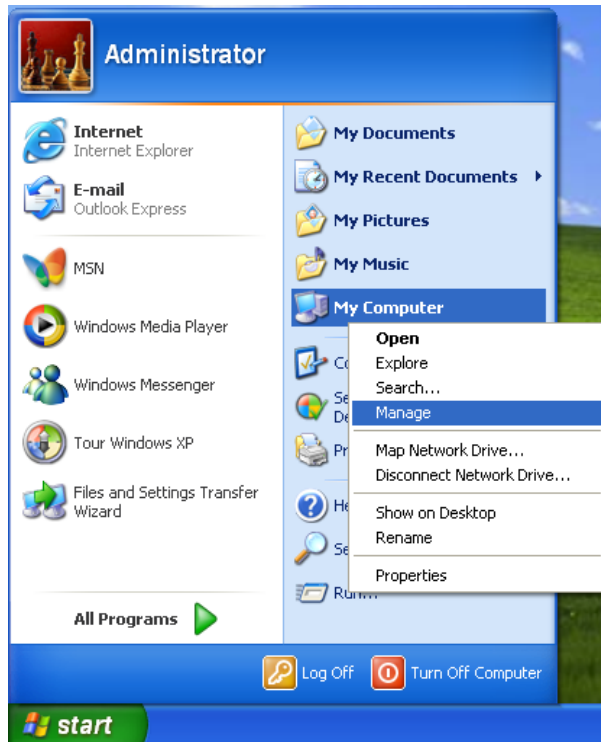 Administrator
Internet
Internet Explorer
E-mail
Outlook Express
MSN
Windows Media Player
Windows Messenger
Tour Windows XP
Files and Settings Transfer
Wizard
All Programs
My Documents
My Recent Documents
My Pictures
My Music
My Computer
Open
Explore
Search...
Manage
Map Network Drive...
Disconnect Network Drive...
Show on Desktop
Rename
Properties
Log Off
Turn Off Computer
start